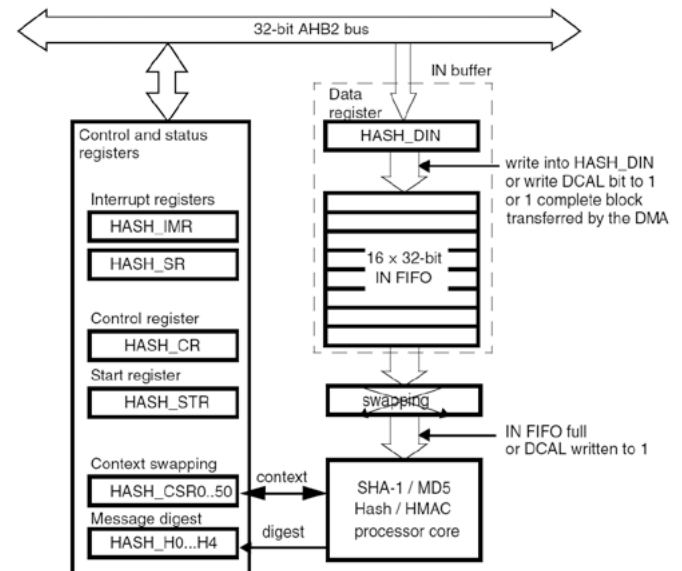 32-bit AHB2 bus
IN buffer
Data
register
HASH_DIN
write into HASH_DIN
or write DCAL bit to 1
or 1 complete block
transferred by the DMA
16 x 32-bit
IN FIFO
swapping
IN FIFO full
or DCAL written to 1
SHA-1 / MD5
Hash / HMAC
processor core
Control and status
registers
Interrupt registers
HASH_IMR
HASH_SR
Control register
HASH_CR
Start register
HASH_STR
Context swapping
HASH_CSR0..50
context
Message digest
HASH_H0...H4
digest